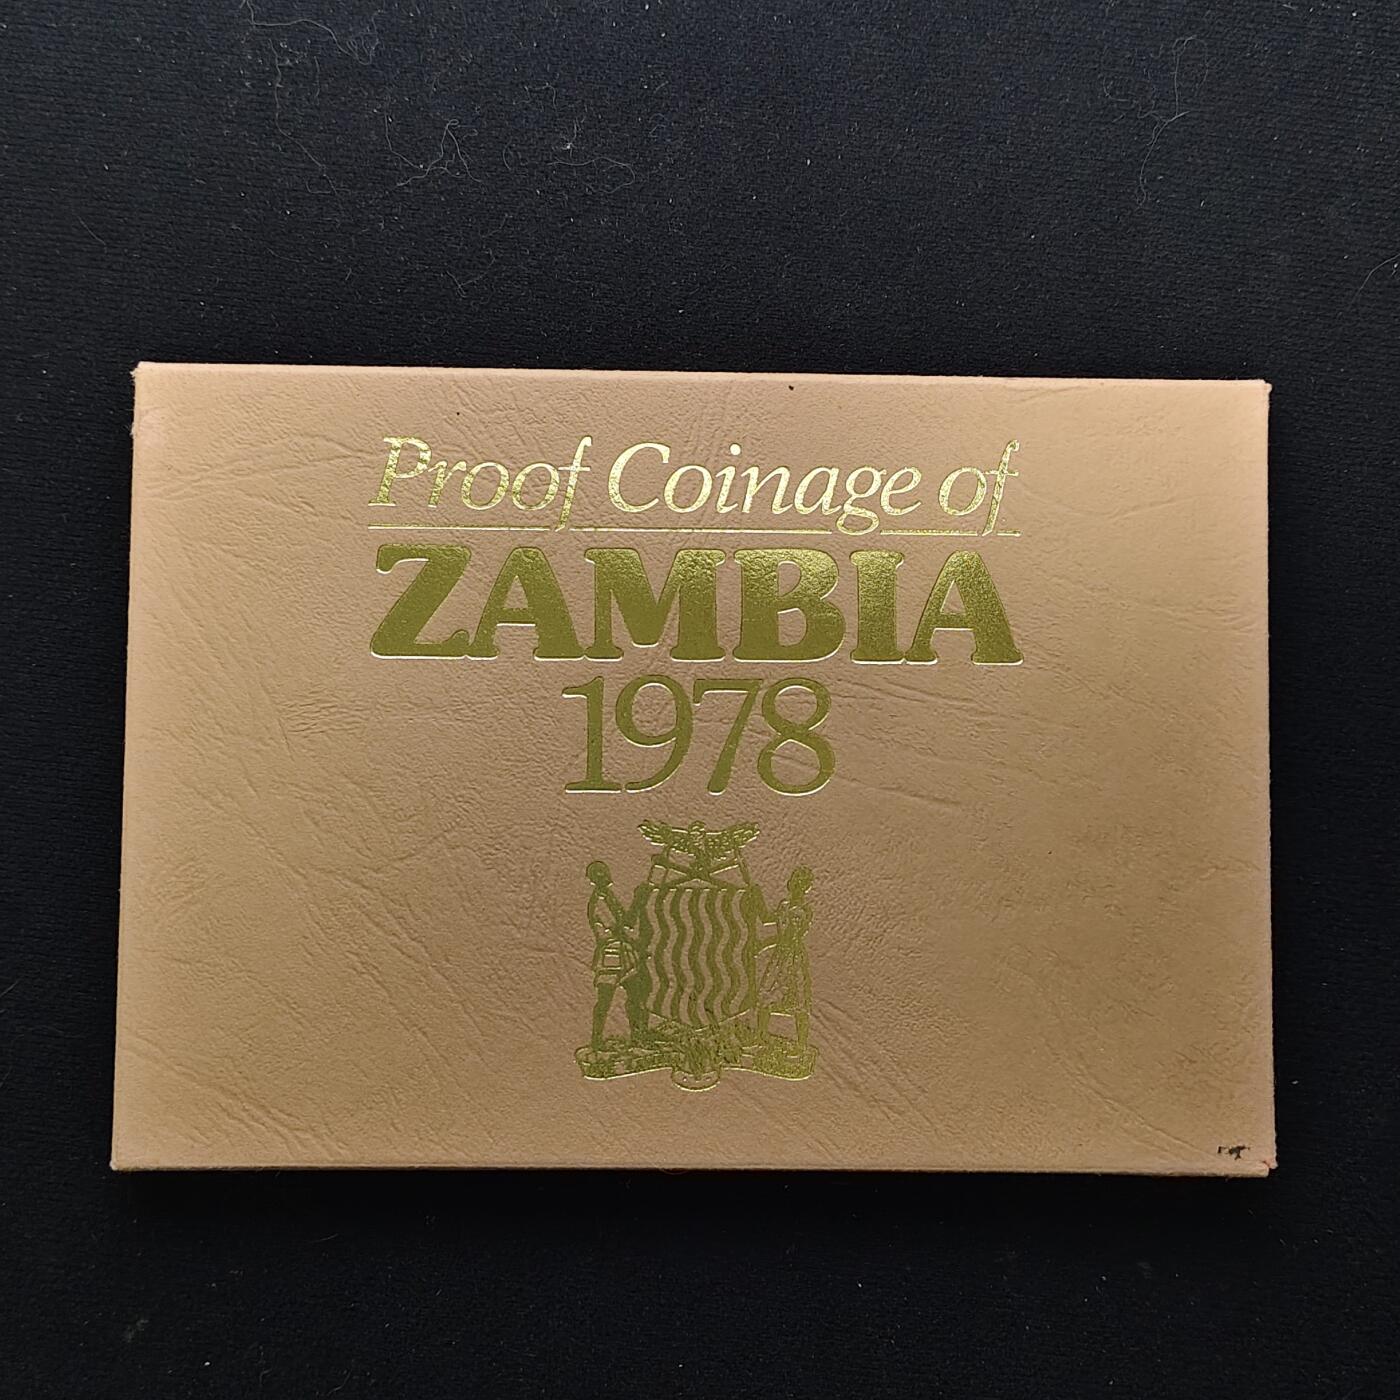 Proof Coinage of
ZAMBIA
1978